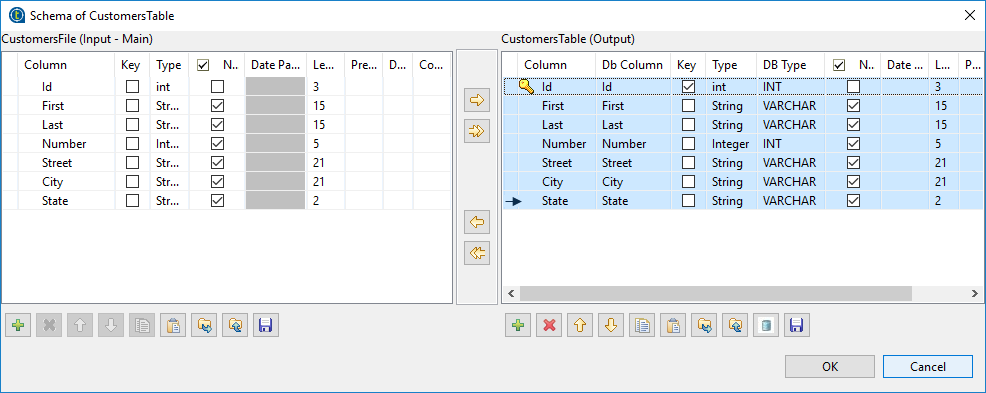 Schema of CustomersTable
CustomersFile (Input - Main)
Column Key Type N.. Date Pa... Le... Pre... D... Co...
Id int 3
First Str... 15
Last Str... 15
Number Int... 5
Street Str... 21
City Str... 21
State Str... 2
CustomersTable (Output)
Column Db Column Key Type DB Type N.. Date ... L... P...
Id Id int INT 3
First First String VARCHAR 15
Last Last String VARCHAR 15
Number Number Integer INT 5
Street Street String VARCHAR 21
City City String VARCHAR 21
State State String VARCHAR 2
OK Cancel